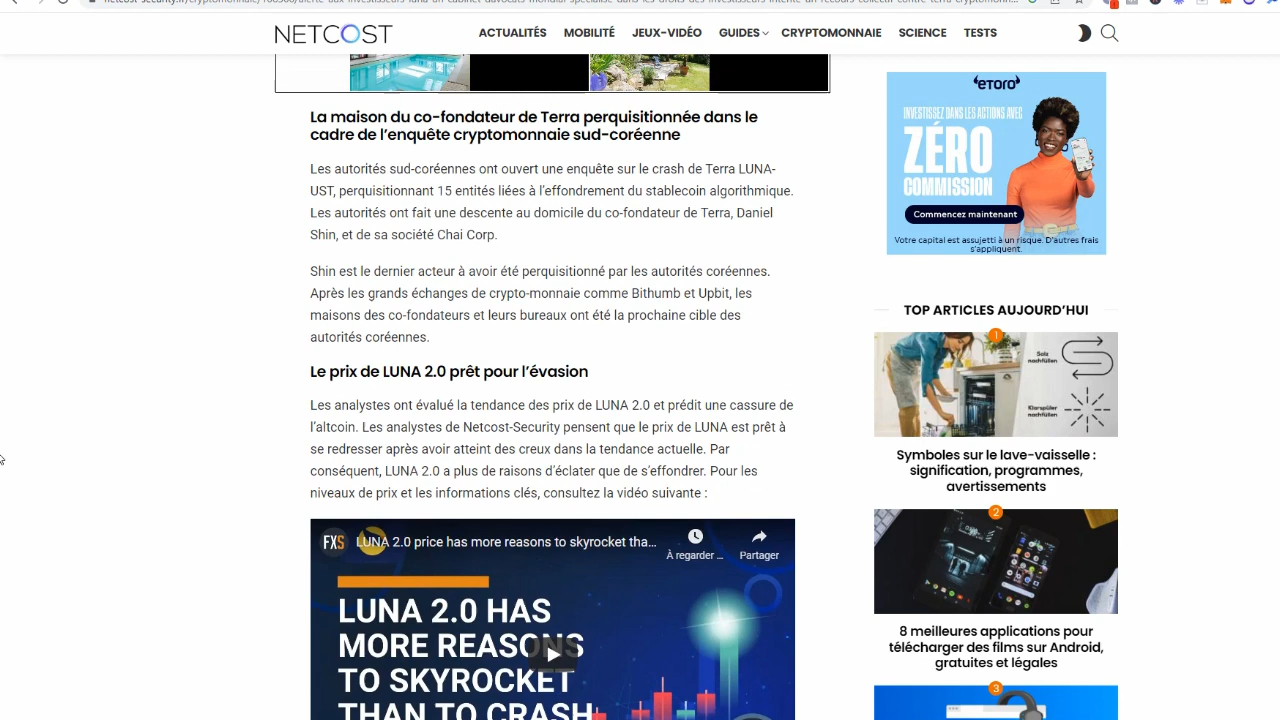 NETCOST
ACTUALITÉS MOBILITÉ JEUX-VIDÉO GUIDES CRYPTOMONNAIE SCIENCE TESTS
La maison du co-fondateur de Terra perquisitionnée dans le
cadre de l’enquête cryptomonnaie sud-coréenne
Les autorités sud-coréennes ont ouvert une enquête sur le crash de Terra LUNA-
UST, perquisitionnant 15 entités liées à l’effondrement du stablecoin algorithmique.
Les autorités ont fait une descente au domicile du co-fondateur de Terra, Daniel
Shin, et de sa société Chai Corp.
Shin est le dernier acteur à avoir été perquisitionné par les autorités coréennes.
Après les grands échanges de crypto-monnaie comme Bithumb et Upbit, les
maisons des co-fondateurs et leurs bureaux ont été la prochaine cible des
autorités coréennes.
Le prix de LUNA 2.0 prêt pour l’évasion
Les analystes ont évalué la tendance des prix de LUNA 2.0 et prédit une cassure de
l’altcoin. Les analystes de Netcost-Security pensent que le prix de LUNA est prêt à
se redresser après avoir atteint des creux dans la tendance actuelle. Par
conséquent, LUNA 2.0 a plus de raisons d’éclater que de s’effondrer. Pour les
niveaux de prix et les informations clés, consultez la vidéo suivante :
FXS
LUNA 2.0 price has more reasons to skyrocket tha...
À regarder ...
Partager
LUNA 2.0 HAS
MORE REASONS
TO SKYROCKET
THAN TO CRASH
eToro
INVESTISSEZ DANS LES ACTIONS AVEC
ZÉRO
COMMISSION
Commencez maintenant
Votre capital est assujetti à un risque. D’autres frais
s’appliquent.
TOP ARTICLES AUJOURD’HUI
1
Salz
nachfüllen
Klarspüler
nachfüllen
Symboles sur le lave-vaisselle :
signification, programmes,
avertissements
2
8 meilleures applications pour
télécharger des films sur Android,
gratuites et légales
3